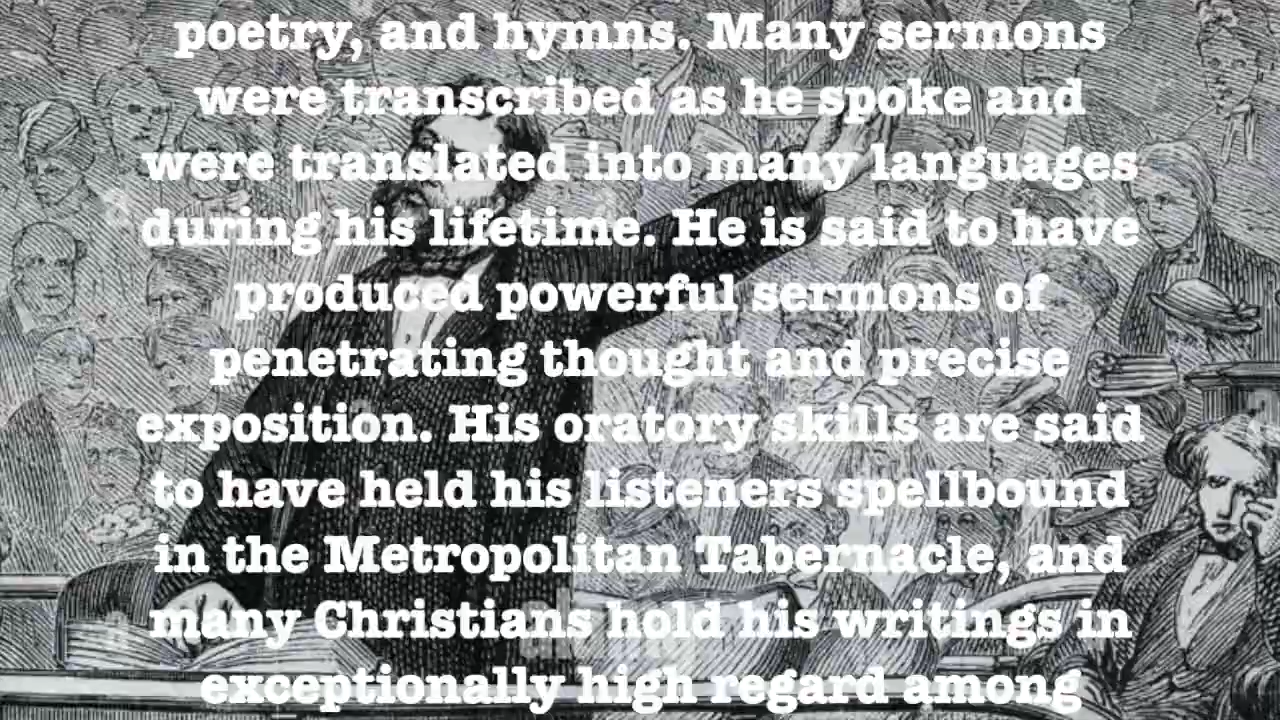 poetry, and hymns. Many sermons
were transcribed as he spoke and
were translated into many languages
during his lifetime. He is said to have
produced powerful sermons of
penetrating thought and precise
exposition. His oratory skills are said
to have held his listeners spellbound
in the Metropolitan Tabernacle, and
many Christians hold his writings in
exceptionally high regard among